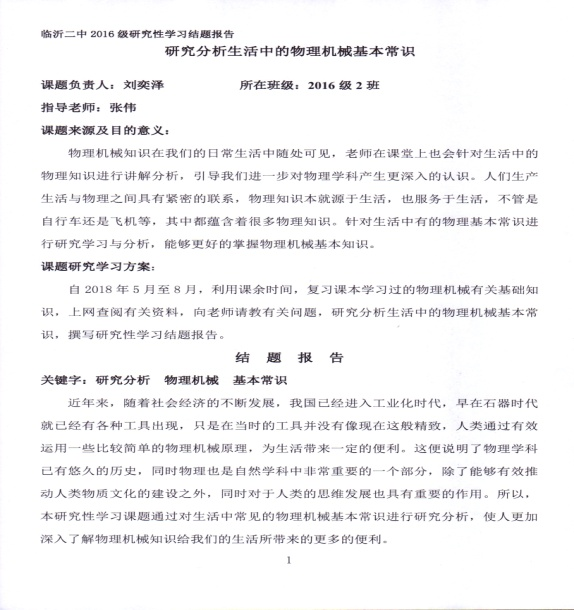 临沂二中 2016 级研究性学习结题报告
研究分析生活中的物理机械基本常识
课题负责人：刘奕泽 所在班级：2016 级 2 班
指导老师：张伟
课题来源及目的意义：
物理机械知识在我们的日常生活中随处可见，老师在课堂上也会针对生活中的
物理知识进行讲解分析，引导我们进一步对物理学科产生更深入的认识。人们生产
生活与物理之间具有紧密的联系，物理知识本就源于生活，也服务于生活，不管是
自行车还是飞机等，其中都蕴含着很多物理知识。针对生活中有的物理基本常识进
行研究学习与分析，能够更好的掌握物理机械基本知识。
课题研究学习方案：
自 2018 年 5 月至 8 月，利用课余时间，复习课本学习过的物理机械有关基础知
识，上网查阅有关资料，向老师请教有关问题，研究分析生活中的物理机械基本常
识，撰写研究性学习结题报告。
结 题 报 告
关键字：研究分析 物理机械 基本常识
近年来，随着社会经济的不断发展，我国已经进入工业化时代，早在石器时代
就已经有各种工具出现，只是在当时的工具并没有像现在这般精致，人类通过有效
运用一些比较简单的物理机械原理，为生活带来一定的便利。这便说明了物理学科
已有悠久的历史，同时物理也是自然学科中非常重要的一个部分，除了能够有效推
动人类物质文化的建设之外，同时对于人类的思维发展也具有重要的作用。所以，
本研究性学习课题通过对生活中常见的物理机械基本常识进行研究分析，使人更加
深入了解物理机械知识给我们的生活所带来的更多的便利。
1